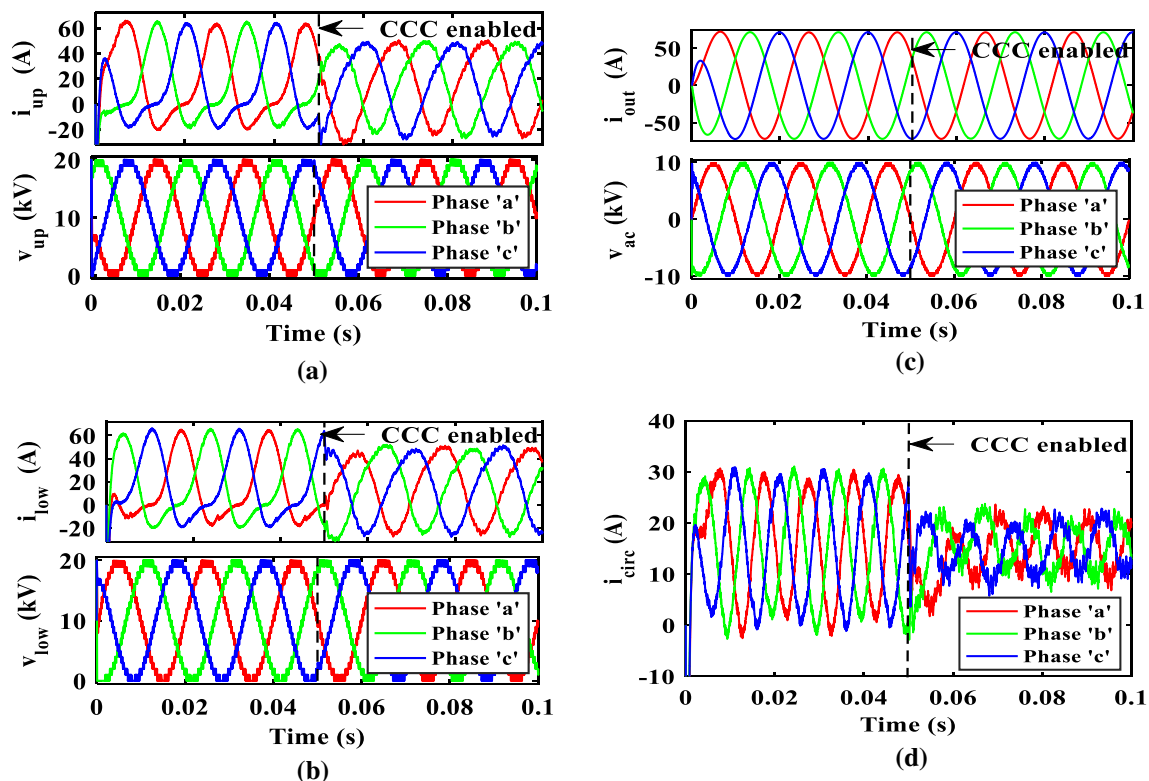 60
40
20
0
-20
i_up (A)
CCC enabled
20
10
0
v_up (kV)
Phase 'a'
Phase 'b'
Phase 'c'
0 0.02 0.04 0.06 0.08 0.1
Time (s)
(a)
50
0
-50
i_out (A)
CCC enabled
10
0
-10
v_ac (kV)
Phase 'a'
Phase 'b'
Phase 'c'
0 0.02 0.04 0.06 0.08 0.1
Time (s)
(c)
60
40
20
0
-20
i_low (A)
CCC enabled
20
10
0
v_low (kV)
Phase 'a'
Phase 'b'
Phase 'c'
0 0.02 0.04 0.06 0.08 0.1
Time (s)
(b)
40
30
20
10
0
-10
i_circ (A)
CCC enabled
Phase 'a'
Phase 'b'
Phase 'c'
0 0.02 0.04 0.06 0.08 0.1
Time (s)
(d)